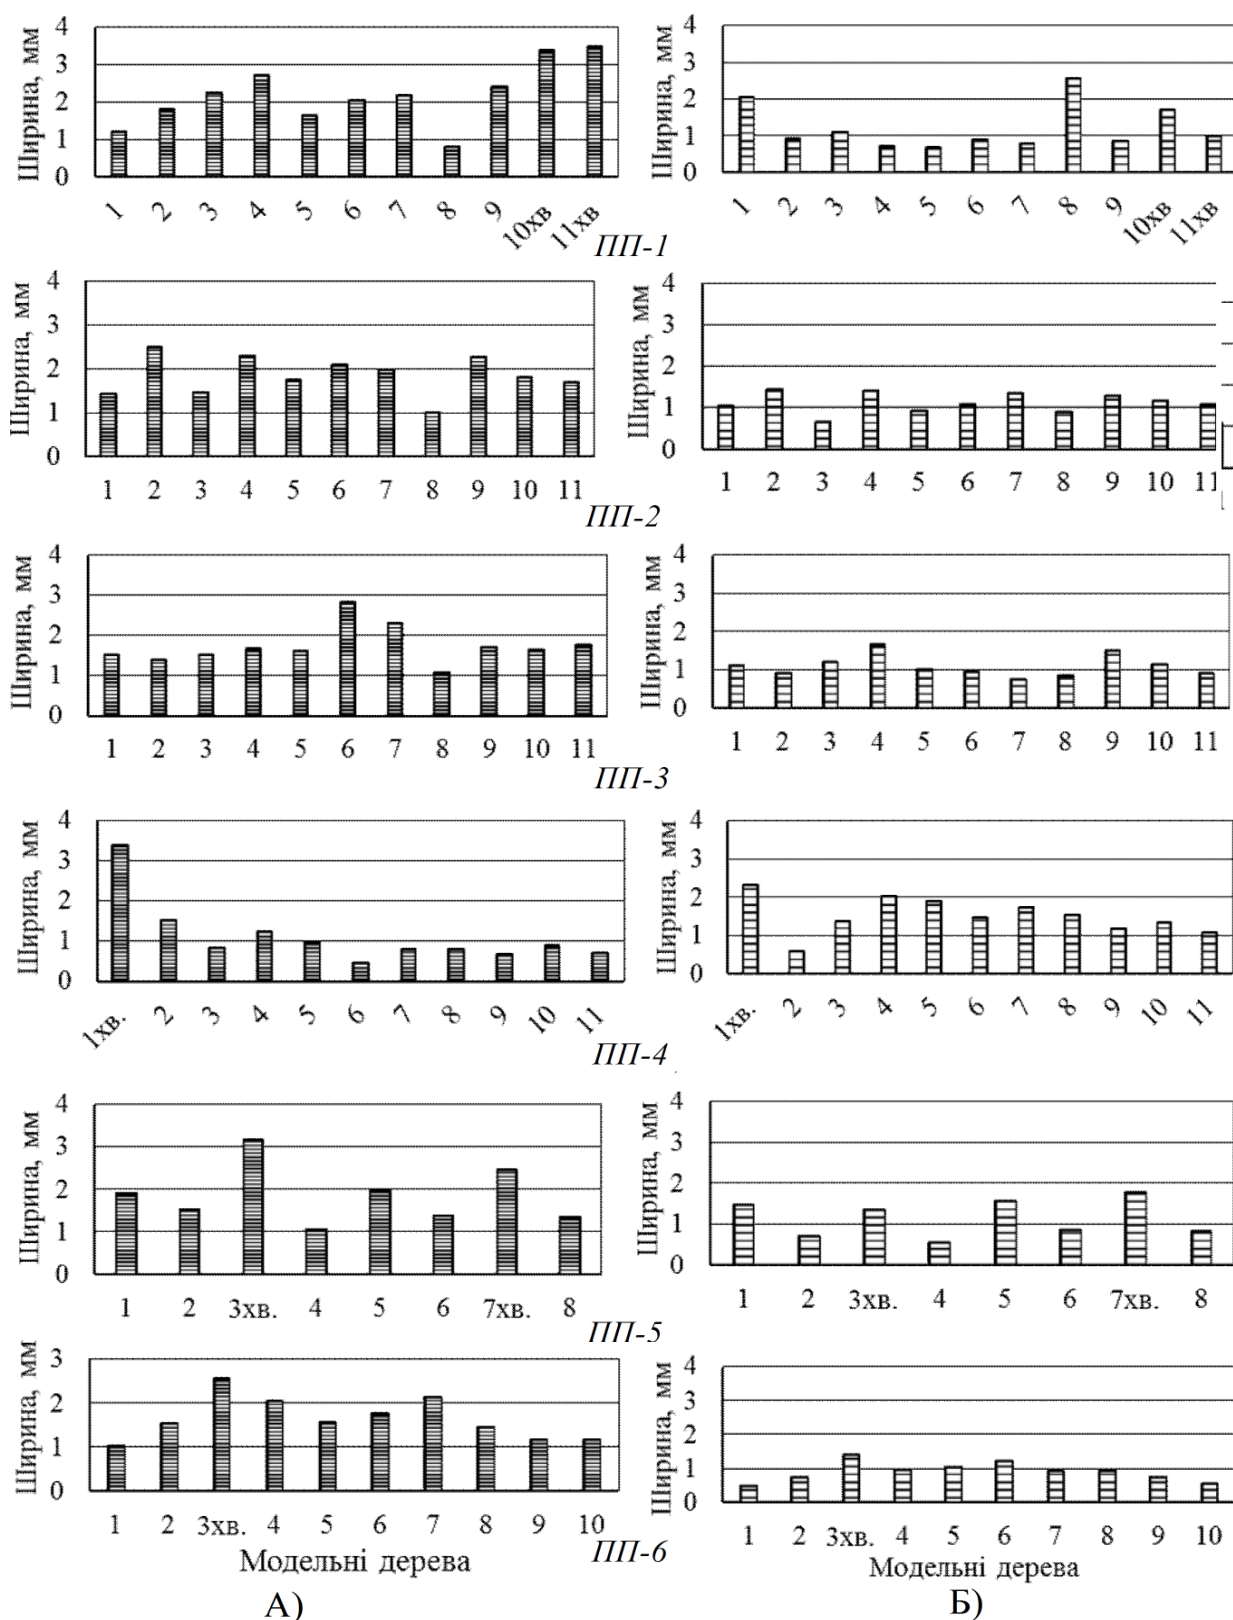 Ширина, мм
4
3
2
1
0
1 2 3 4 5 6 7 8 9 10хв 11хв
Ширина, мм
4
3
2
1
0
1 2 3 4 5 6 7 8 9 10хв 11хв
ПП-1
Ширина, мм
4
3
2
1
0
1 2 3 4 5 6 7 8 9 10 11
Ширина, мм
4
3
2
1
0
1 2 3 4 5 6 7 8 9 10 11
ПП-2
Ширина, мм
4
3
2
1
0
1 2 3 4 5 6 7 8 9 10 11
Ширина, мм
4
3
2
1
0
1 2 3 4 5 6 7 8 9 10 11
ПП-3
Ширина, мм
4
3
2
1
0
1хв. 2 3 4 5 6 7 8 9 10 11
Ширина, мм
4
3
2
1
0
1хв. 2 3 4 5 6 7 8 9 10 11
ПП-4
Ширина, мм
4
3
2
1
0
1 2 3хв. 4 5 6 7хв. 8
Ширина, мм
4
3
2
1
0
1 2 3хв. 4 5 6 7хв. 8
ПП-5
Ширина, мм
3
2
1
0
1 2 3хв. 4 5 6 7 8 9 10
Модельні дерева
Ширина, мм
4
3
2
1
0
1 2 3хв. 4 5 6 7 8 9 10
Модельні дерева
ПП-6
А)
Б)